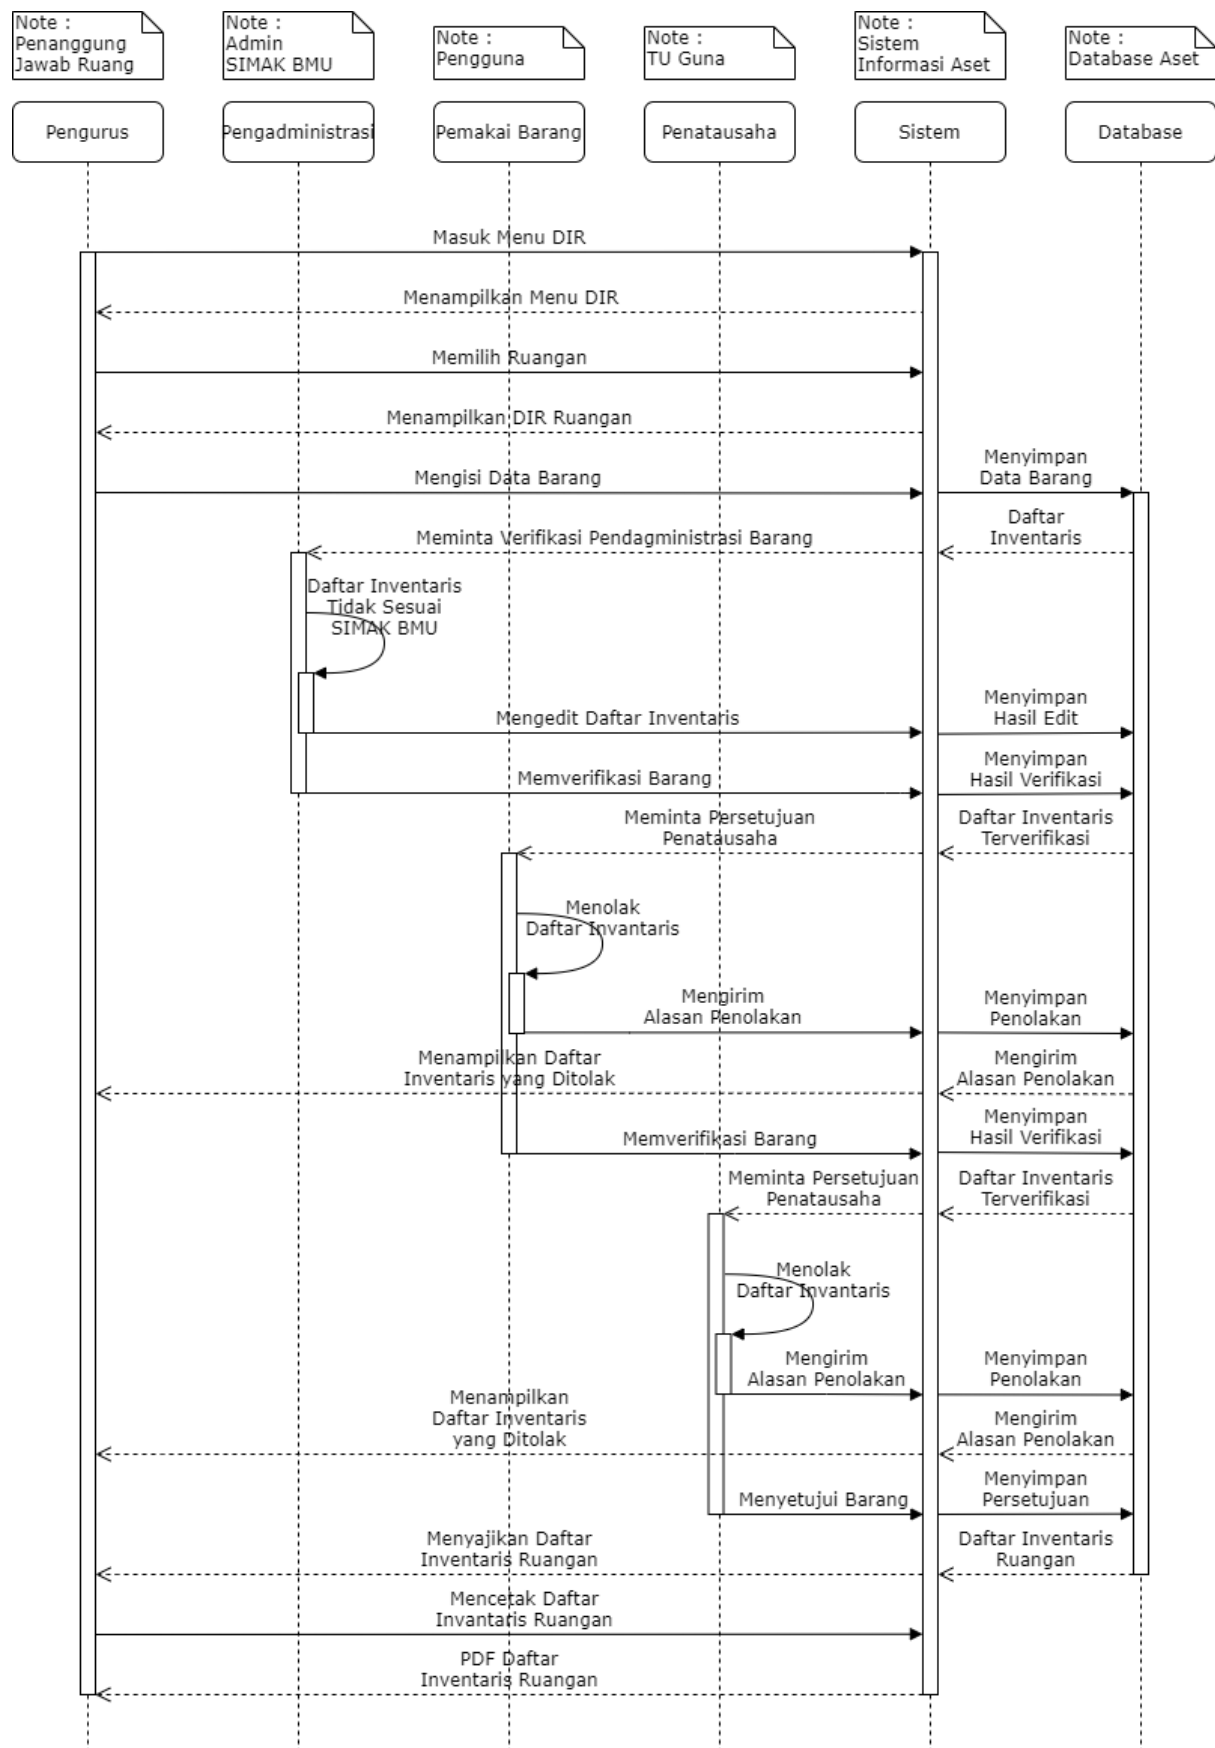 Note :
Penanggung
Jawab Ruang
Note :
Admin
SIMAK BMU
Note :
Pengguna
Note :
TU Guna
Note :
Sistem
Informasi Aset
Note :
Database Aset
Pengurus
Pengadministrasi
Pemakai Barang
Penatausaha
Sistem
Database
Masuk Menu DIR
Menampilkan Menu DIR
Memilih Ruangan
Menampilkan DIR Ruangan
Mengisi Data Barang
Menyimpan
Data Barang
Meminta Verifikasi Pendagministrasi Barang
Daftar
Inventaris
Daftar Inventaris
Tidak Sesuai
SIMAK BMU
Mengedit Daftar Inventaris
Menyimpan
Hasil Edit
Memverifikasi Barang
Menyimpan
Hasil Verifikasi
Meminta Persetujuan
Penatausaha
Daftar Inventaris
Terverifikasi
Menolak
Daftar Invantaris
Mengirim
Alasan Penolakan
Menyimpan
Penolakan
Menampilkan Daftar
Inventaris yang Ditolak
Mengirim
Alasan Penolakan
Memverifikasi Barang
Menyimpan
Hasil Verifikasi
Meminta Persetujuan
Penatausaha
Daftar Inventaris
Terverifikasi
Menolak
Daftar Invantaris
Mengirim
Alasan Penolakan
Menyimpan
Penolakan
Menampilkan
Daftar Inventaris
yang Ditolak
Mengirim
Alasan Penolakan
Menyetujui Barang
Menyimpan
Persetujuan
Menyajikan Daftar
Inventaris Ruangan
Daftar Inventaris
Ruangan
Mencetak Daftar
Invantaris Ruangan
PDF Daftar
Inventaris Ruangan